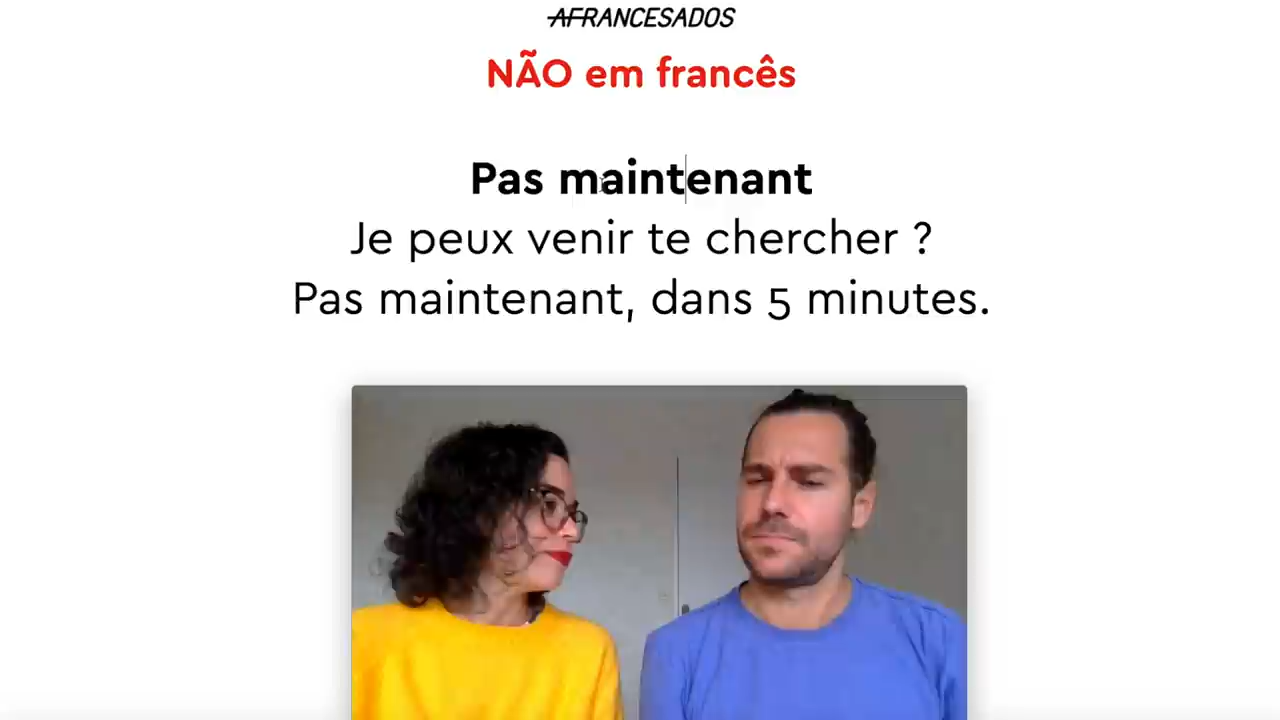 AFRANCESADOS
NÃO em francês
Pas maintenant
Je peux venir te chercher ?
Pas maintenant, dans 5 minutes.